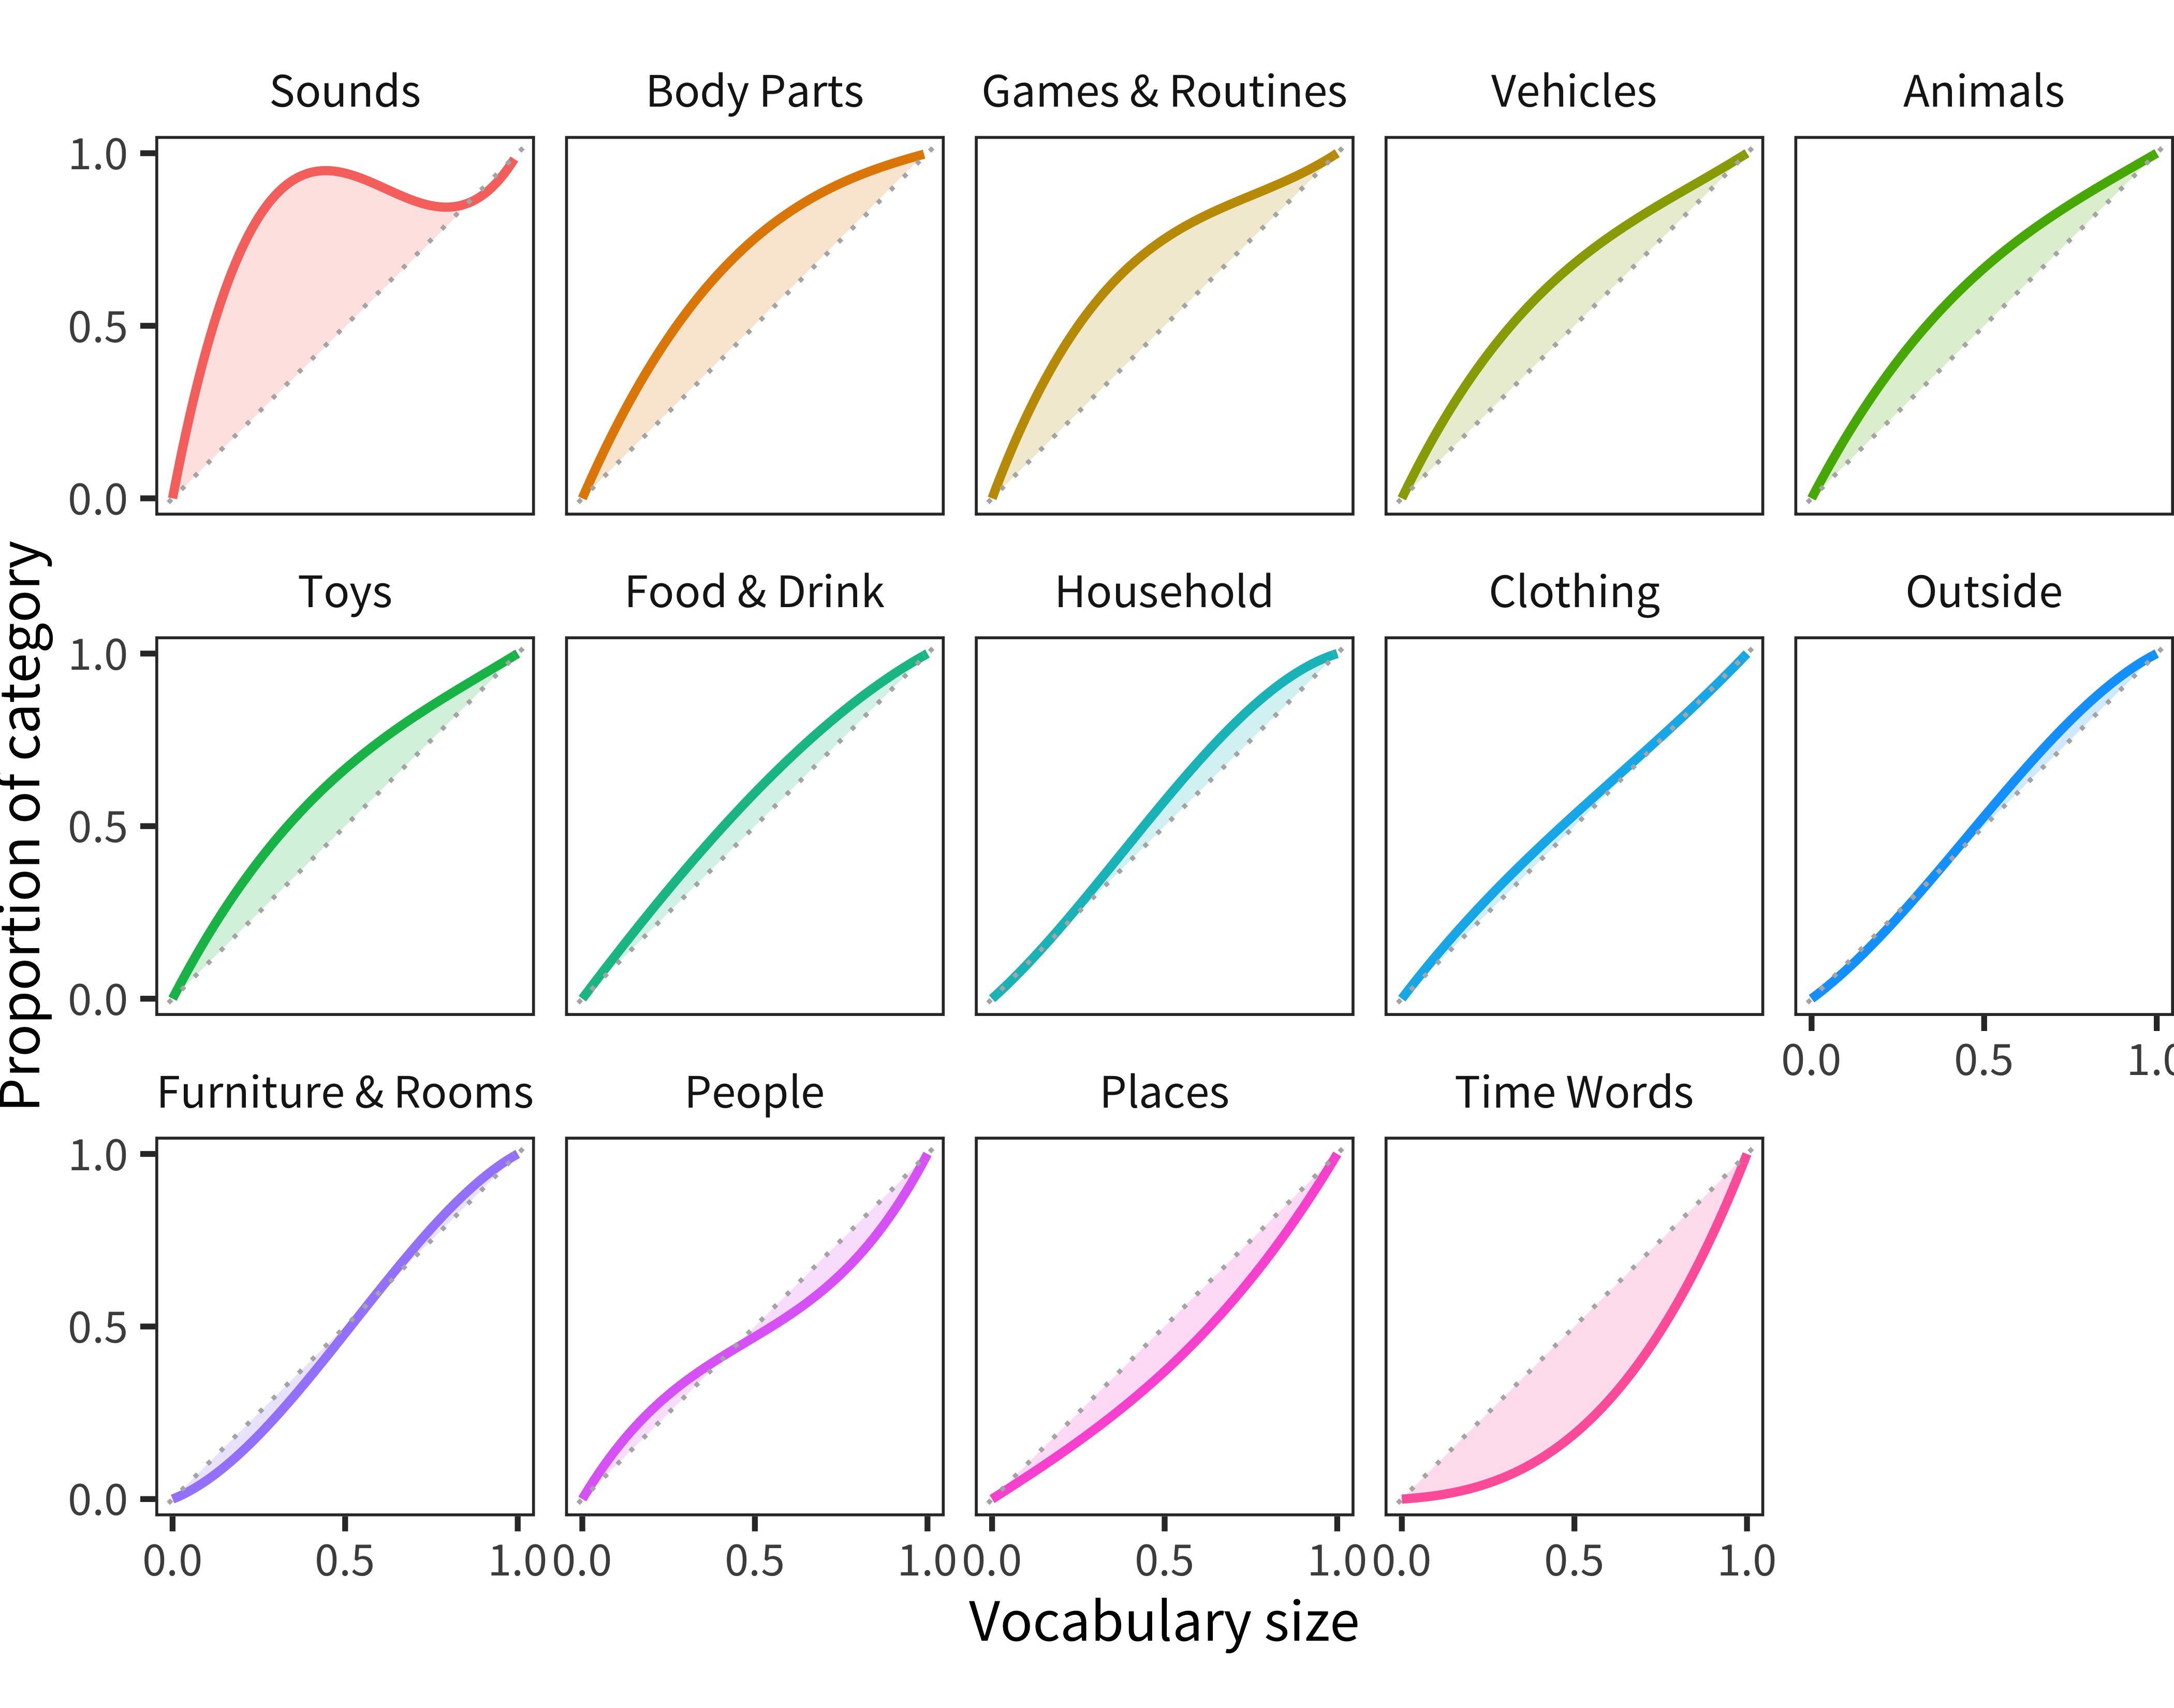 Sounds Body Parts Games & Routines Vehicles Animals
1.0
0.5
0.0
Toys Food & Drink Household Clothing Outside
1.0
0.5
0.0
0.0 0.5 1.0
Furniture & Rooms People Places Time Words
1.0
0.5
0.0
0.0 0.5 1.0 0.0 0.5 1.0 0.0 0.5 1.0 0.0 0.5 1.0
Vocabulary size
Proportion of category